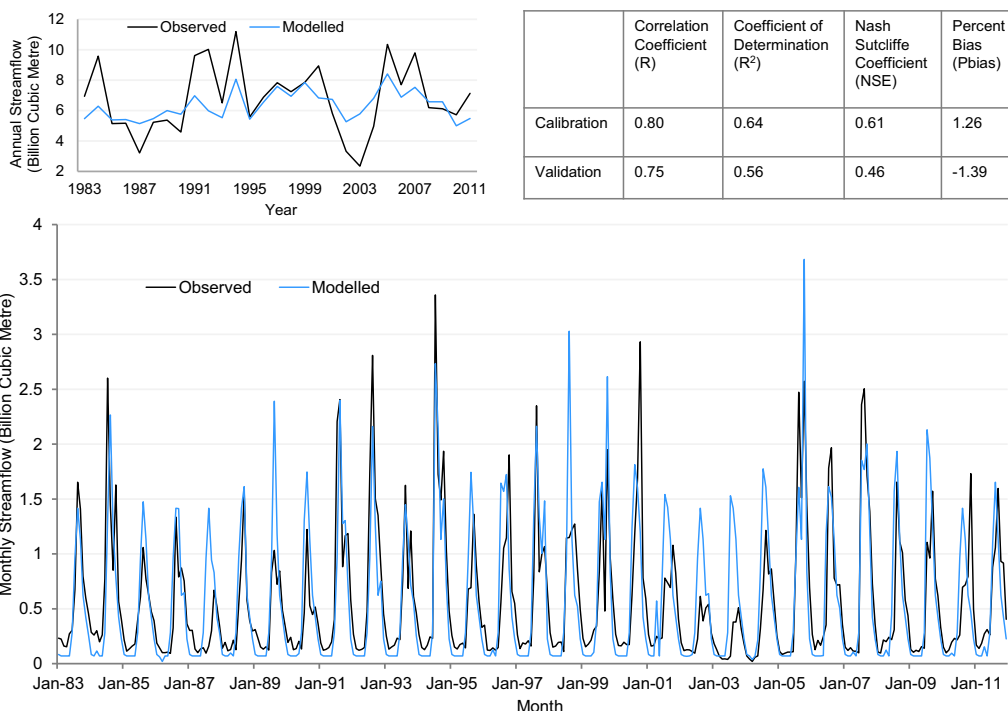 12
10
8
6
4
2
Annual Streamflow
(Billion Cubic Metre)
Observed
Modelled
1983
1987
1991
1995
1999
2003
2007
2011
Year
Correlation
Coefficient
(R)
Coefficient of
Determination
(R²)
Nash
Sutcliffe
Coefficient
(NSE)
Percent
Bias
(Pbias)
Calibration 0.80 0.64 0.61 1.26
Validation 0.75 0.56 0.46 -1.39
4
3.5
3
2.5
2
1.5
1
0.5
0
Monthly Streamflow (Billion Cubic Metre)
Observed
Modelled
Jan-83
Jan-85
Jan-87
Jan-89
Jan-91
Jan-93
Jan-95
Jan-97
Jan-99
Jan-01
Jan-03
Jan-05
Jan-07
Jan-09
Jan-11
Month